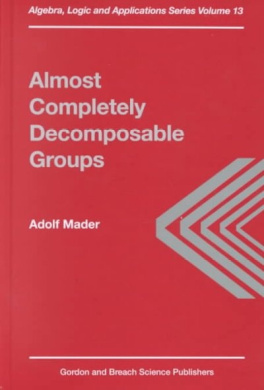 Algebra, Logic and Applications Series Volume 13
Almost
Completely
Decomposable
Groups
Adolf Mader
Gordon and Breach Science Publishers